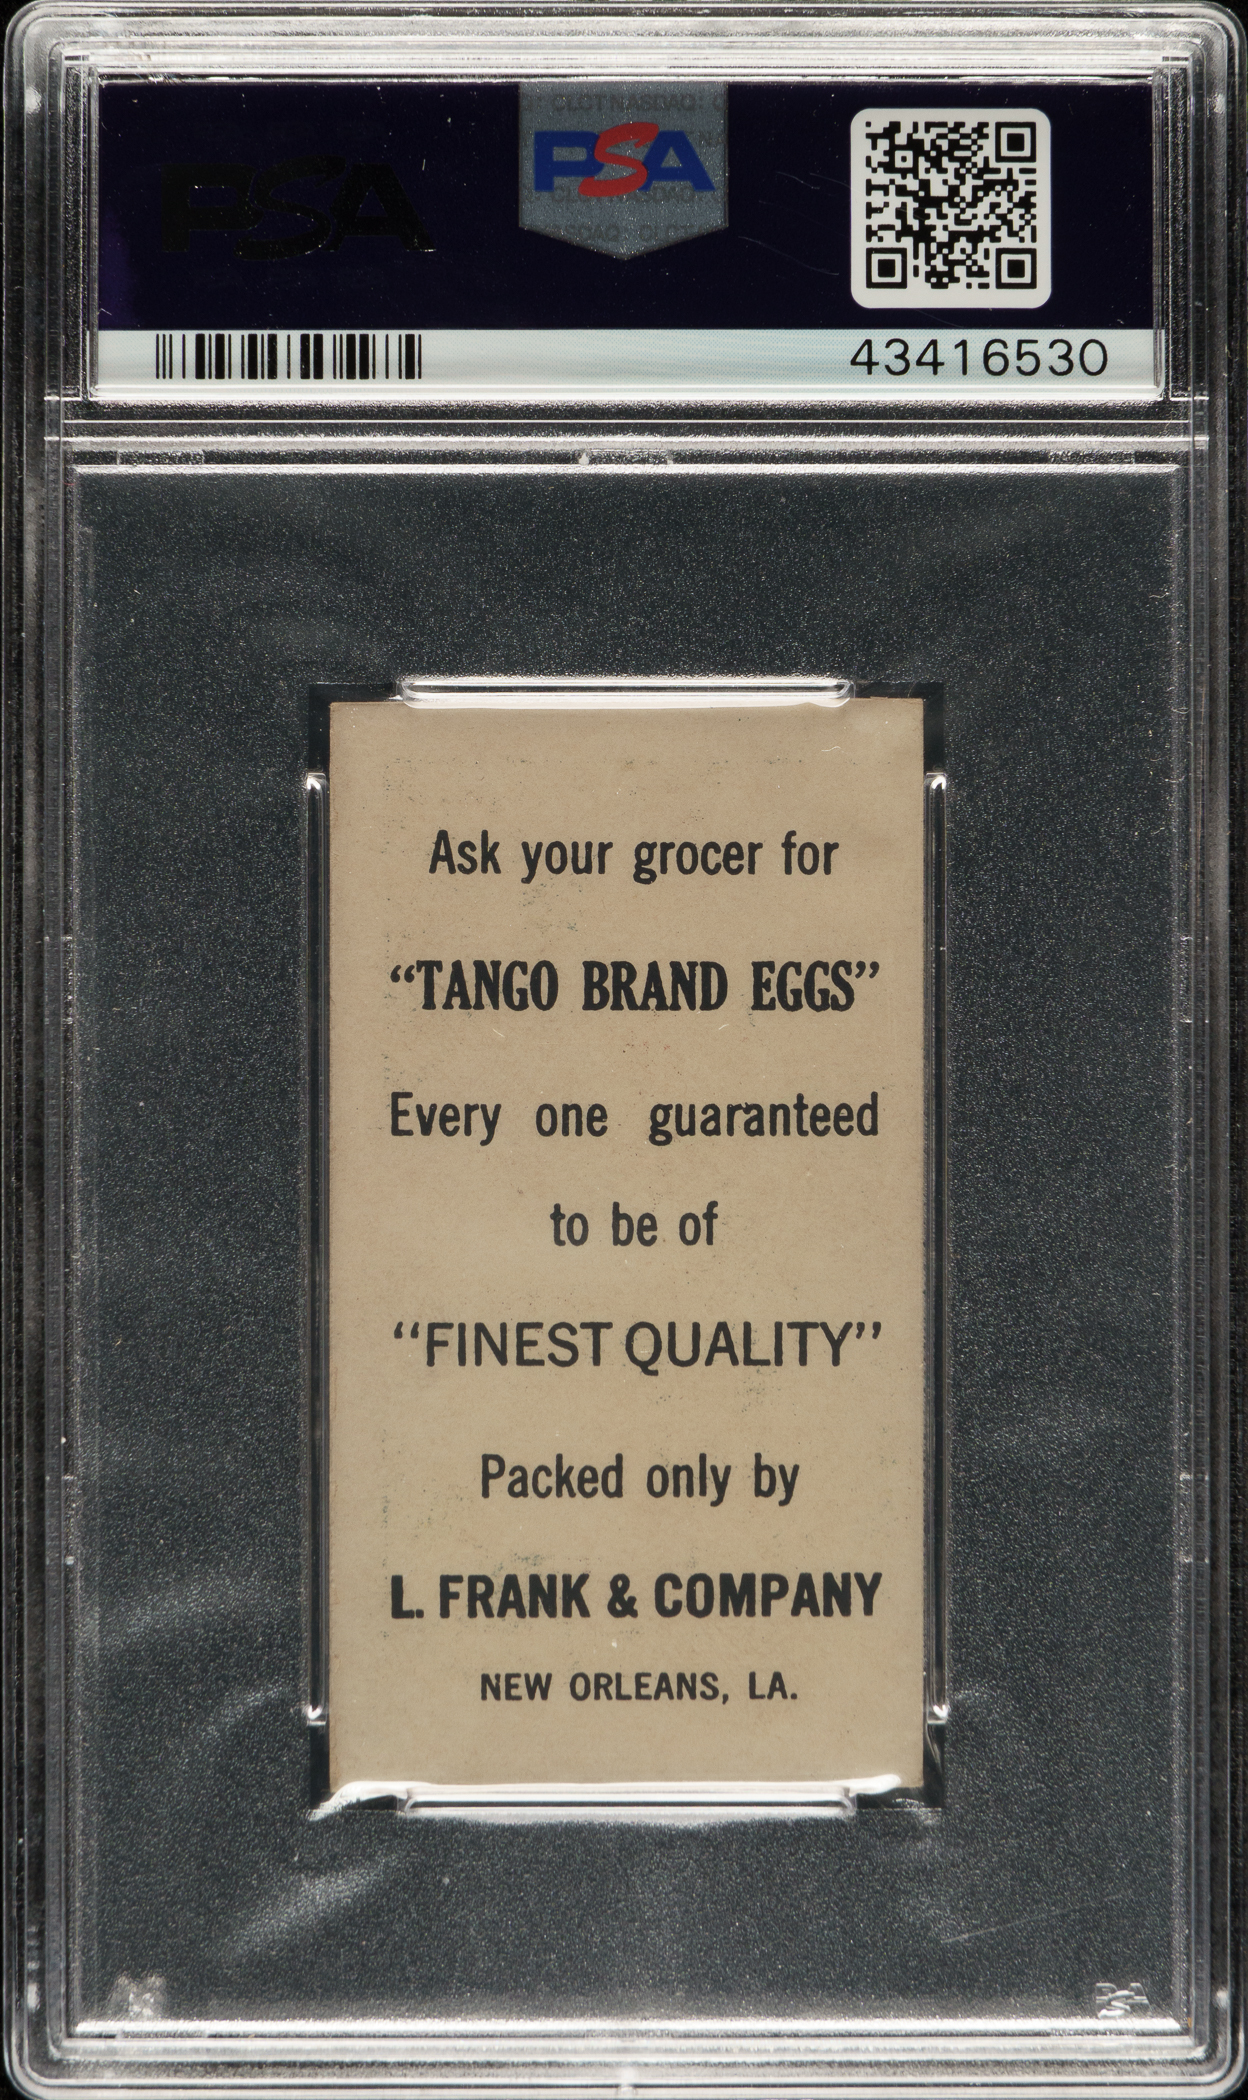 PSA
PSA
43416530
Ask your grocer for
“TANGO BRAND EGGS”
Every one guaranteed
to be of
“FINEST QUALITY”
Packed only by
L. FRANK & COMPANY
NEW ORLEANS, LA.
PSA